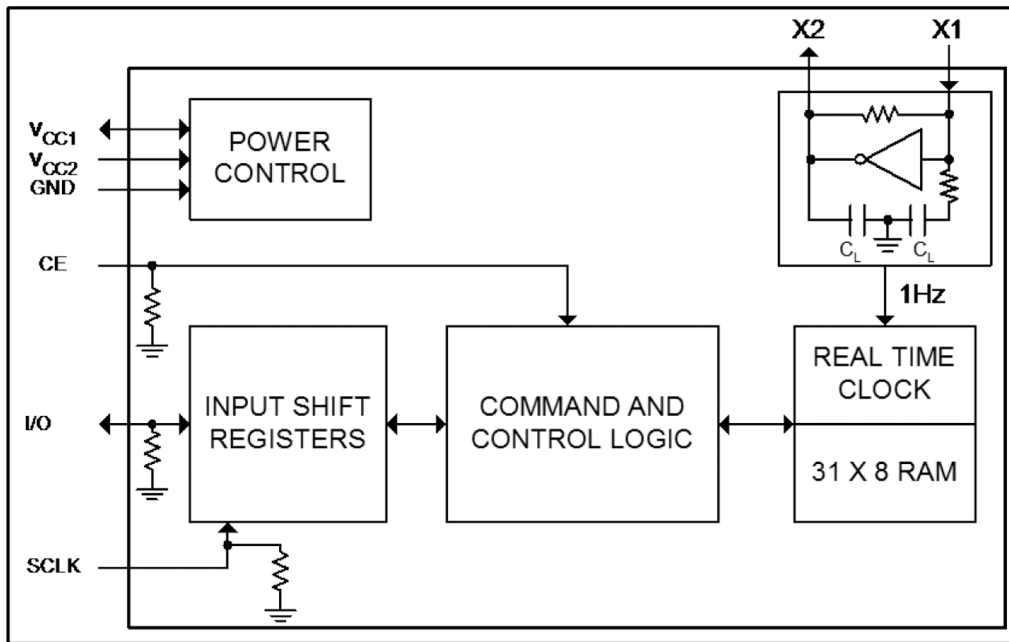 X2 X1
VCC1
VCC2
GND
POWER
CONTROL
CL CL
CE
1Hz
I/O
INPUT SHIFT
REGISTERS
COMMAND AND
CONTROL LOGIC
REAL TIME
CLOCK
31 X 8 RAM
SCLK